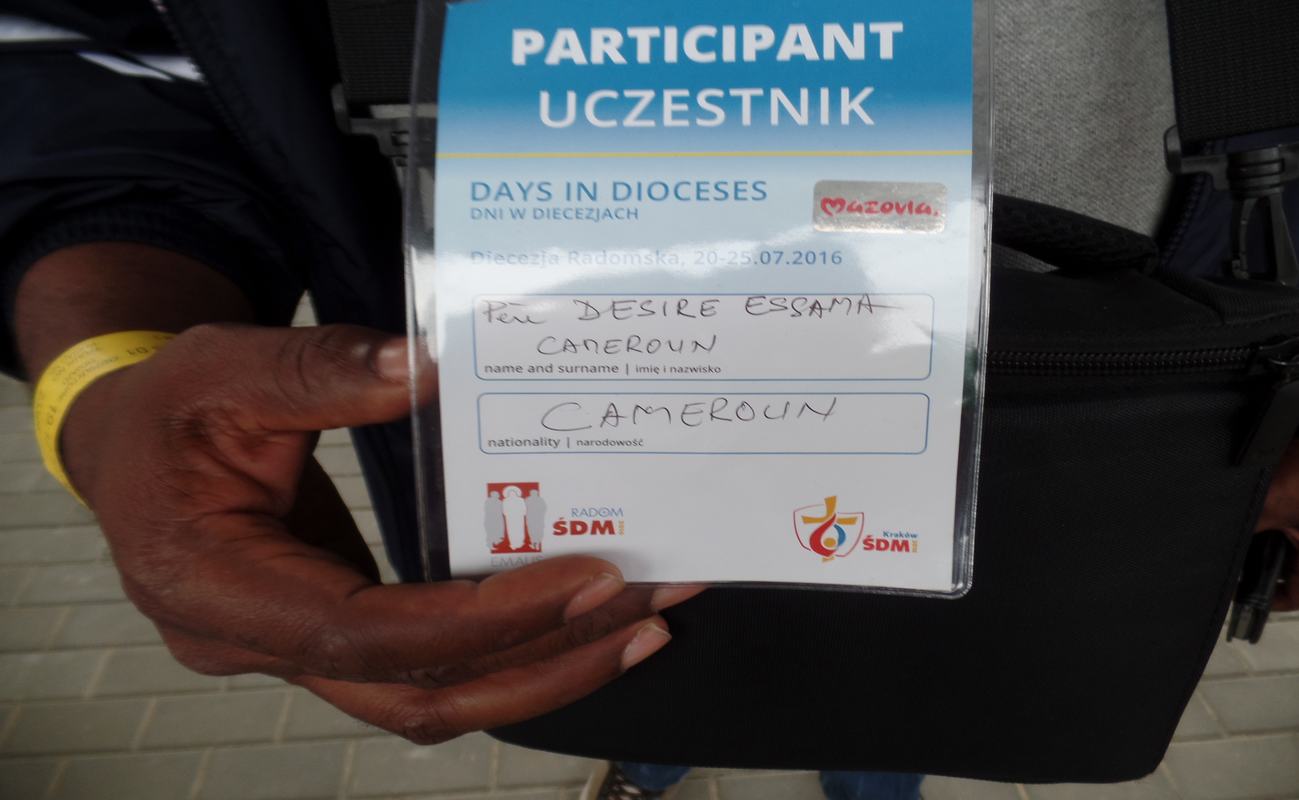 PARTICIPANT
UCZESTNIK
DAYS IN DIOCESES
DNI W DIECEZJACH
mazovia.
Diecezja Radomska, 20-25.07.2016
Père DESIRE ESSAMA
CAMEROUN
name and surname | imię i nazwisko
CAMEROUN
nationality | narodowość
RADOM
ŚDM
EMAUS
Kraków
ŚDM